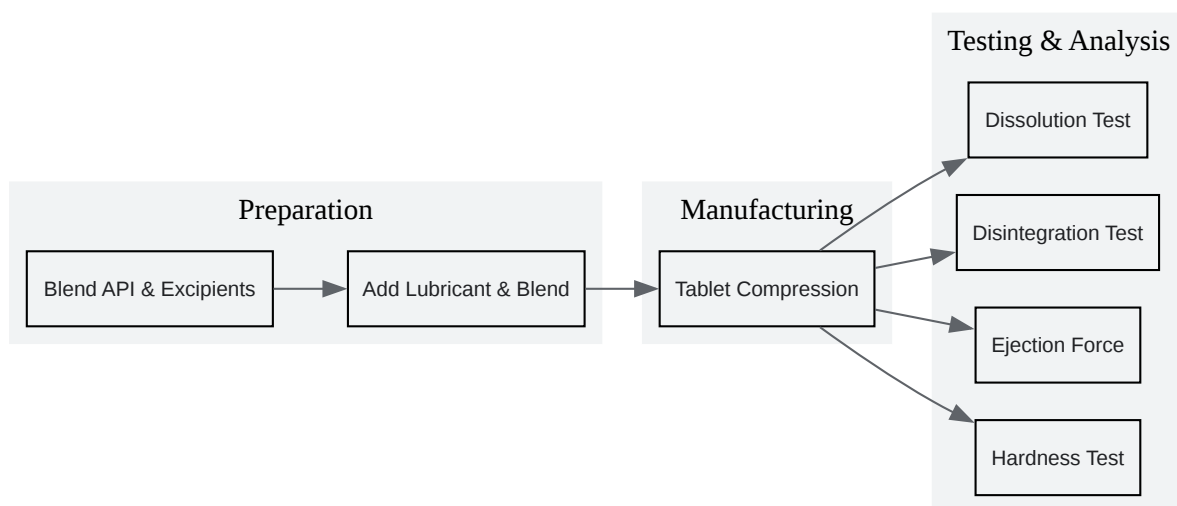 Preparation
Blend API & Excipients
Add Lubricant & Blend
Manufacturing
Tablet Compression
Testing & Analysis
Dissolution Test
Disintegration Test
Ejection Force
Hardness Test